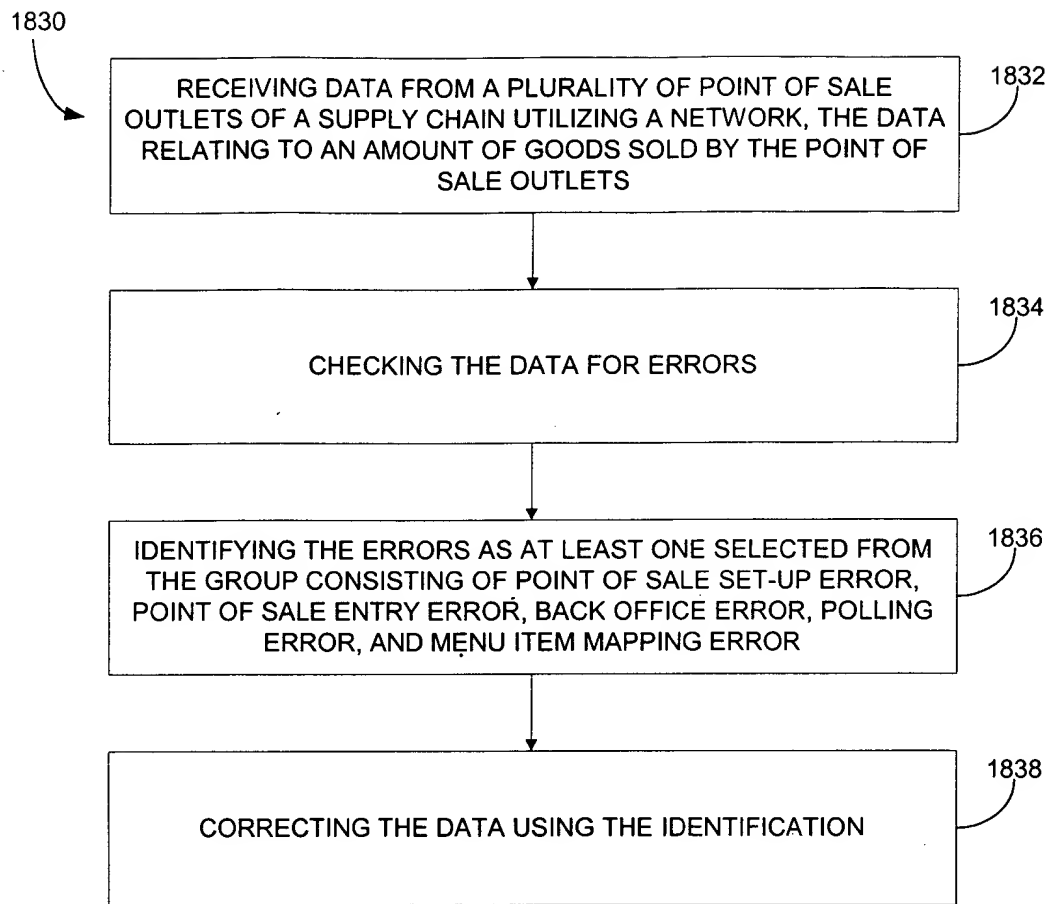 1830
RECEIVING DATA FROM A PLURALITY OF POINT OF SALE
OUTLETS OF A SUPPLY CHAIN UTILIZING A NETWORK, THE DATA
RELATING TO AN AMOUNT OF GOODS SOLD BY THE POINT OF
SALE OUTLETS
1832
CHECKING THE DATA FOR ERRORS
1834
IDENTIFYING THE ERRORS AS AT LEAST ONE SELECTED FROM
THE GROUP CONSISTING OF POINT OF SALE SET-UP ERROR,
POINT OF SALE ENTRY ERROR, BACK OFFICE ERROR, POLLING
ERROR, AND MENU ITEM MAPPING ERROR
1836
CORRECTING THE DATA USING THE IDENTIFICATION
1838